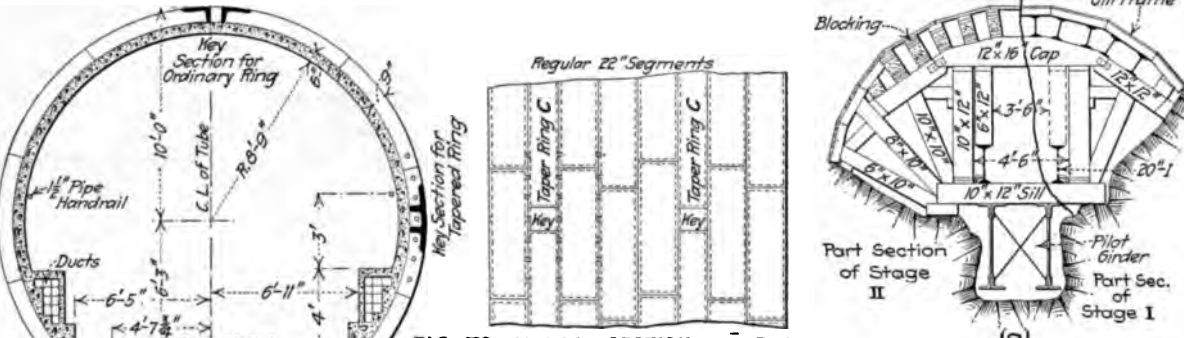 Key
Section for
Ordinary Ring
10'-0"
C.L. of Tube
R. 8'-9"
6"
9"
1½" Pipe
Handrail
Ducts
6'-3"
3'
4'
6'-5"
6'-11"
4'-7¾"
Key Section for
Tapered Ring
Regular 22" Segments
Taper Ring C
Key
Taper Ring C
Key
Blocking
12"x16" Cap
12"x12"
10"x12"
6"x12"
3'-6"
10"x10"
8"x10"
6"x10"
4'-6"
20"I
10"x12" Sill
Pilot
Girder
Part Section
of Stage
II
Part Sec.
of
Stage I